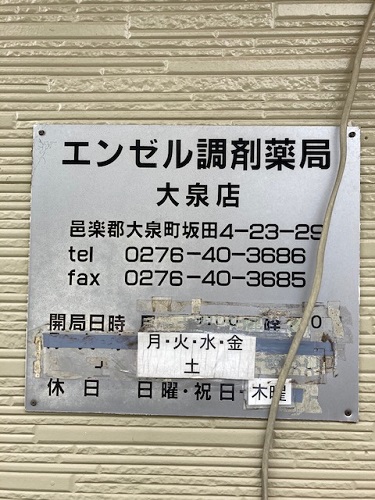 エンゼル調剤薬局
大泉店
邑楽郡大泉町坂田4-23-29
tel 0276-40-3686
fax 0276-40-3685
開局日時
月・火・水・金
土
休日 日曜・祝日・木曜